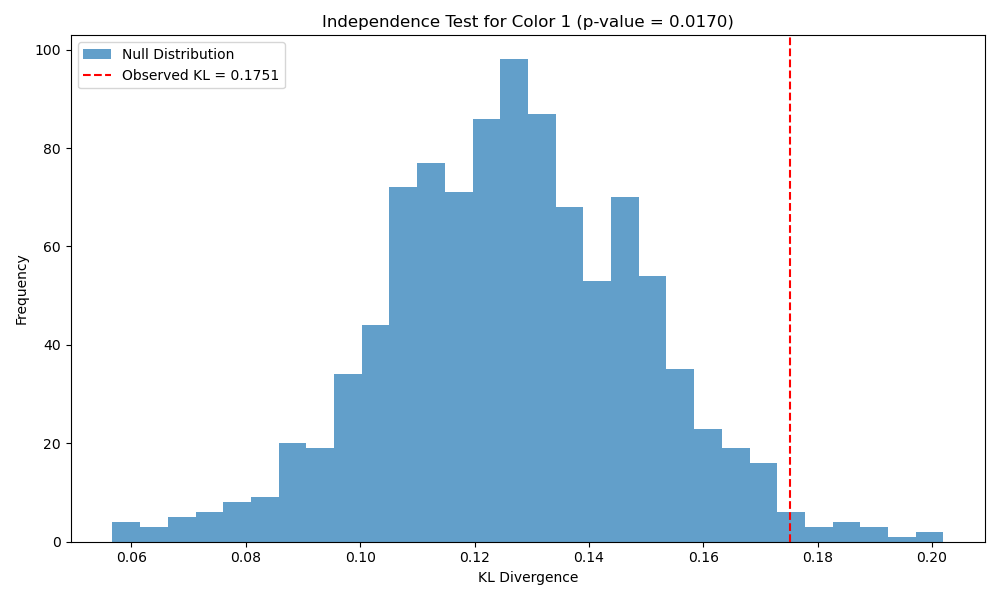 Independence Test for Color 1 (p-value = 0.0170)
Null Distribution
Observed KL = 0.1751
100
80
60
40
20
0
Frequency
0.06 0.08 0.10 0.12 0.14 0.16 0.18 0.20
KL Divergence